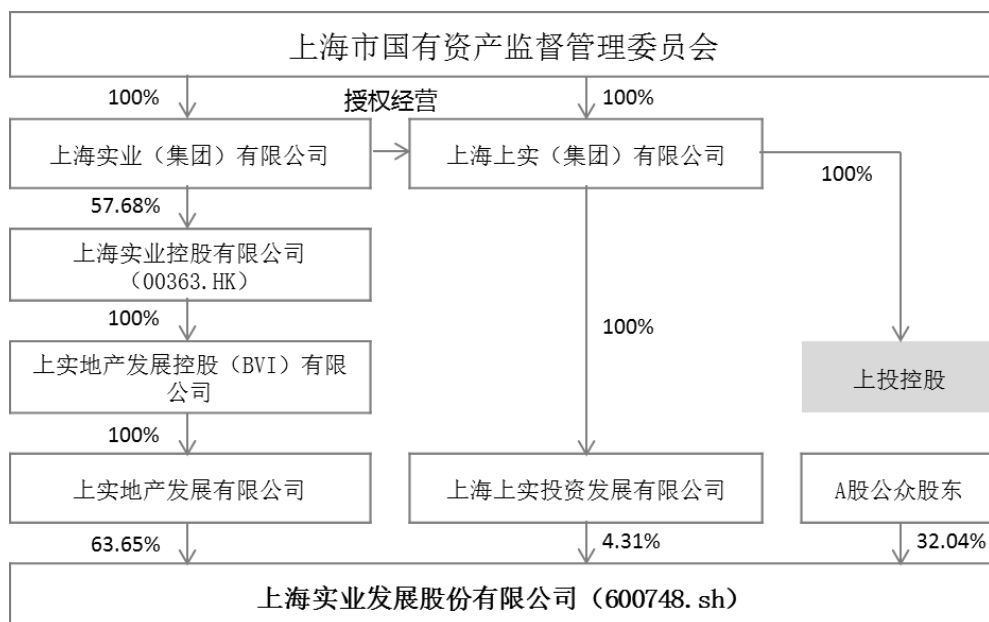 上海市国有资产监督管理委员会
100%
授权经营
100%
上海实业（集团）有限公司
上海上实（集团）有限公司
100%
57.68%
上海实业控股有限公司
（00363.HK）
100%
100%
上实地产发展控股（BVI）有限
公司
上投控股
100%
上实地产发展有限公司
上海上实投资发展有限公司
A股公众股东
63.65%
4.31%
32.04%
上海实业发展股份有限公司（600748.sh）